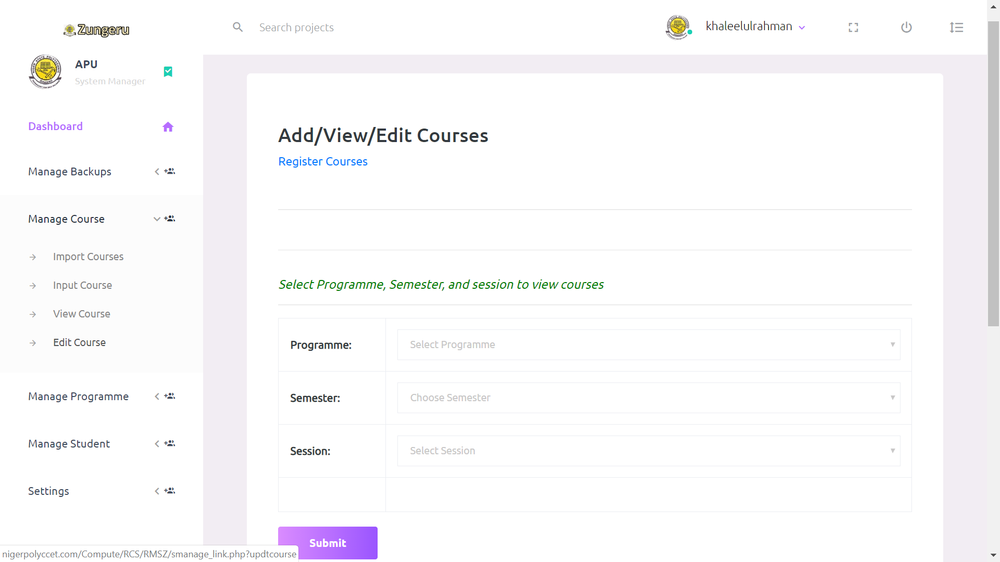 Zungeru
Search projects
khaleelulrahman
APU
System Manager
Dashboard
Manage Backups
Manage Course
Import Courses
Input Course
View Course
Edit Course
Manage Programme
Manage Student
Settings
Add/View/Edit Courses
Register Courses
Select Programme, Semester, and session to view courses
Programme: Select Programme
Semester: Choose Semester
Session: Select Session
Submit
nigerpolyccet.com/Compute/RCS/RMSZ/smanage_link.php?updtcourse